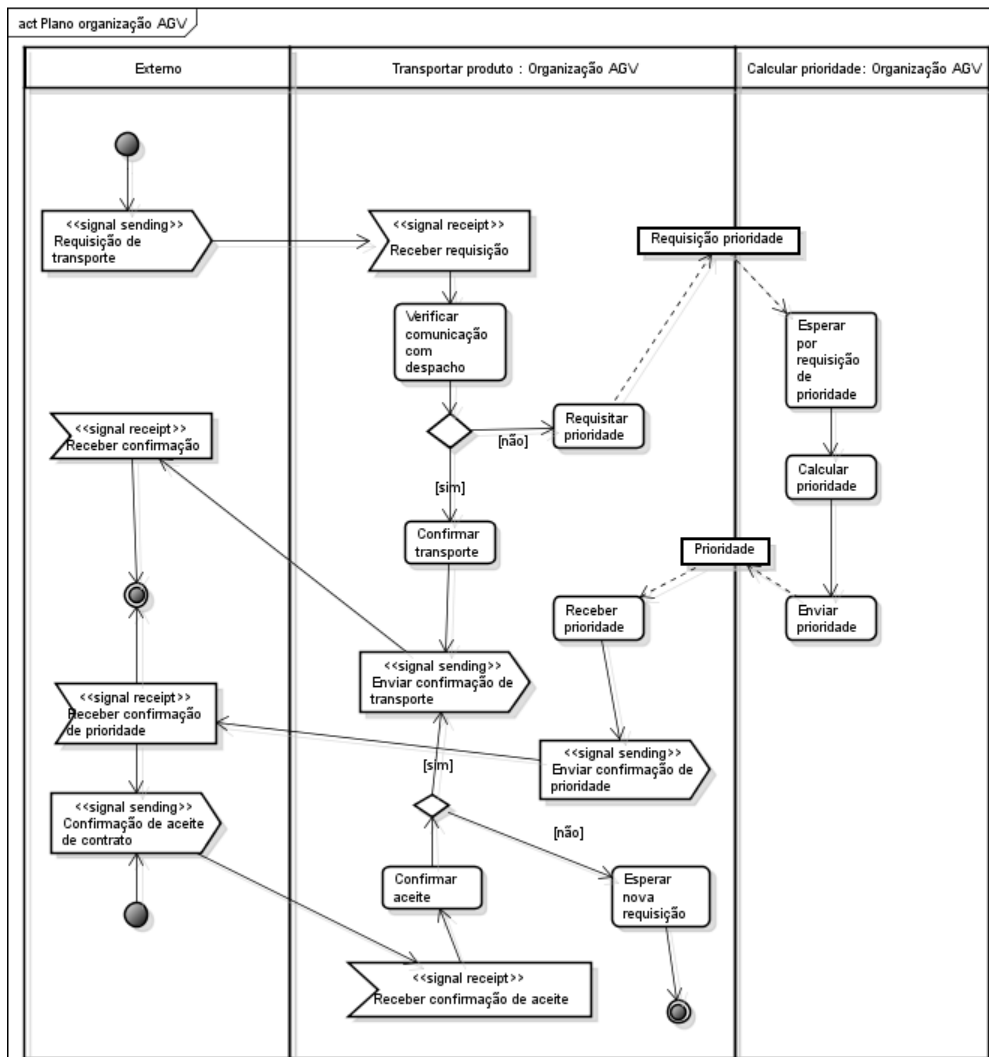 act Plano organização AGV
Externo
Transportar produto : Organização AGV
Calcular prioridade: Organização AGV
<<signal sending>>
Requisição de
transporte
<<signal receipt>>
Receber requisição
Requisição prioridade
Verificar
comunicação
com
despacho
Esperar
por
requisição
de
prioridade
<<signal receipt>>
Receber confirmação
Requisitar
prioridade
[não]
[sim]
Calcular
prioridade
Confirmar
transporte
Prioridade
Receber
prioridade
Enviar
prioridade
<<signal sending>>
Enviar confirmação de
transporte
<<signal receipt>>
Receber confirmação
de prioridade
<<signal sending>>
Enviar confirmação de
prioridade
[sim]
<<signal sending>>
Confirmação de aceite
de contrato
[não]
Confirmar
aceite
Esperar
nova
requisição
<<signal receipt>>
Receber confirmação de aceite